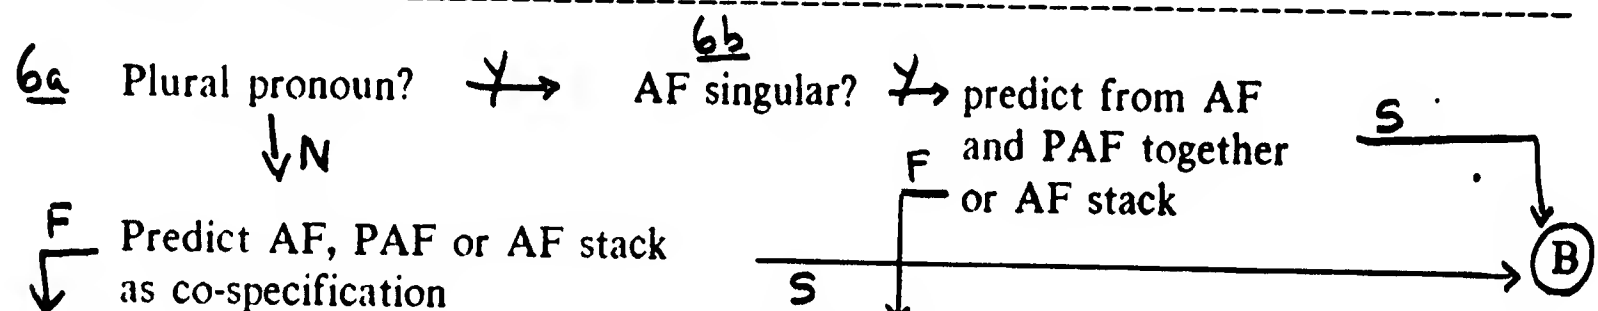 6b
6a Plural pronoun? Y AF singular? Y predict from AF
S
N F and PAF together
or AF stack
F Predict AF, PAF or AF stack
B
as co-specification S